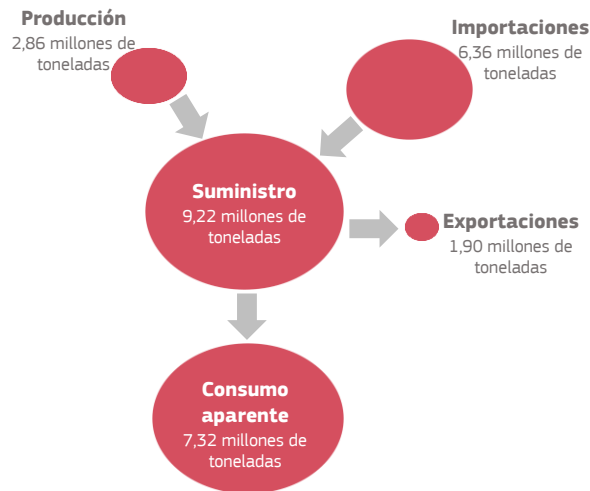 Producción
2,86 millones de
toneladas
Importaciones
6,36 millones de
toneladas
Suministro
9,22 millones de
toneladas
Exportaciones
1,90 millones de
toneladas
Consumo
aparente
7,32 millones de
toneladas